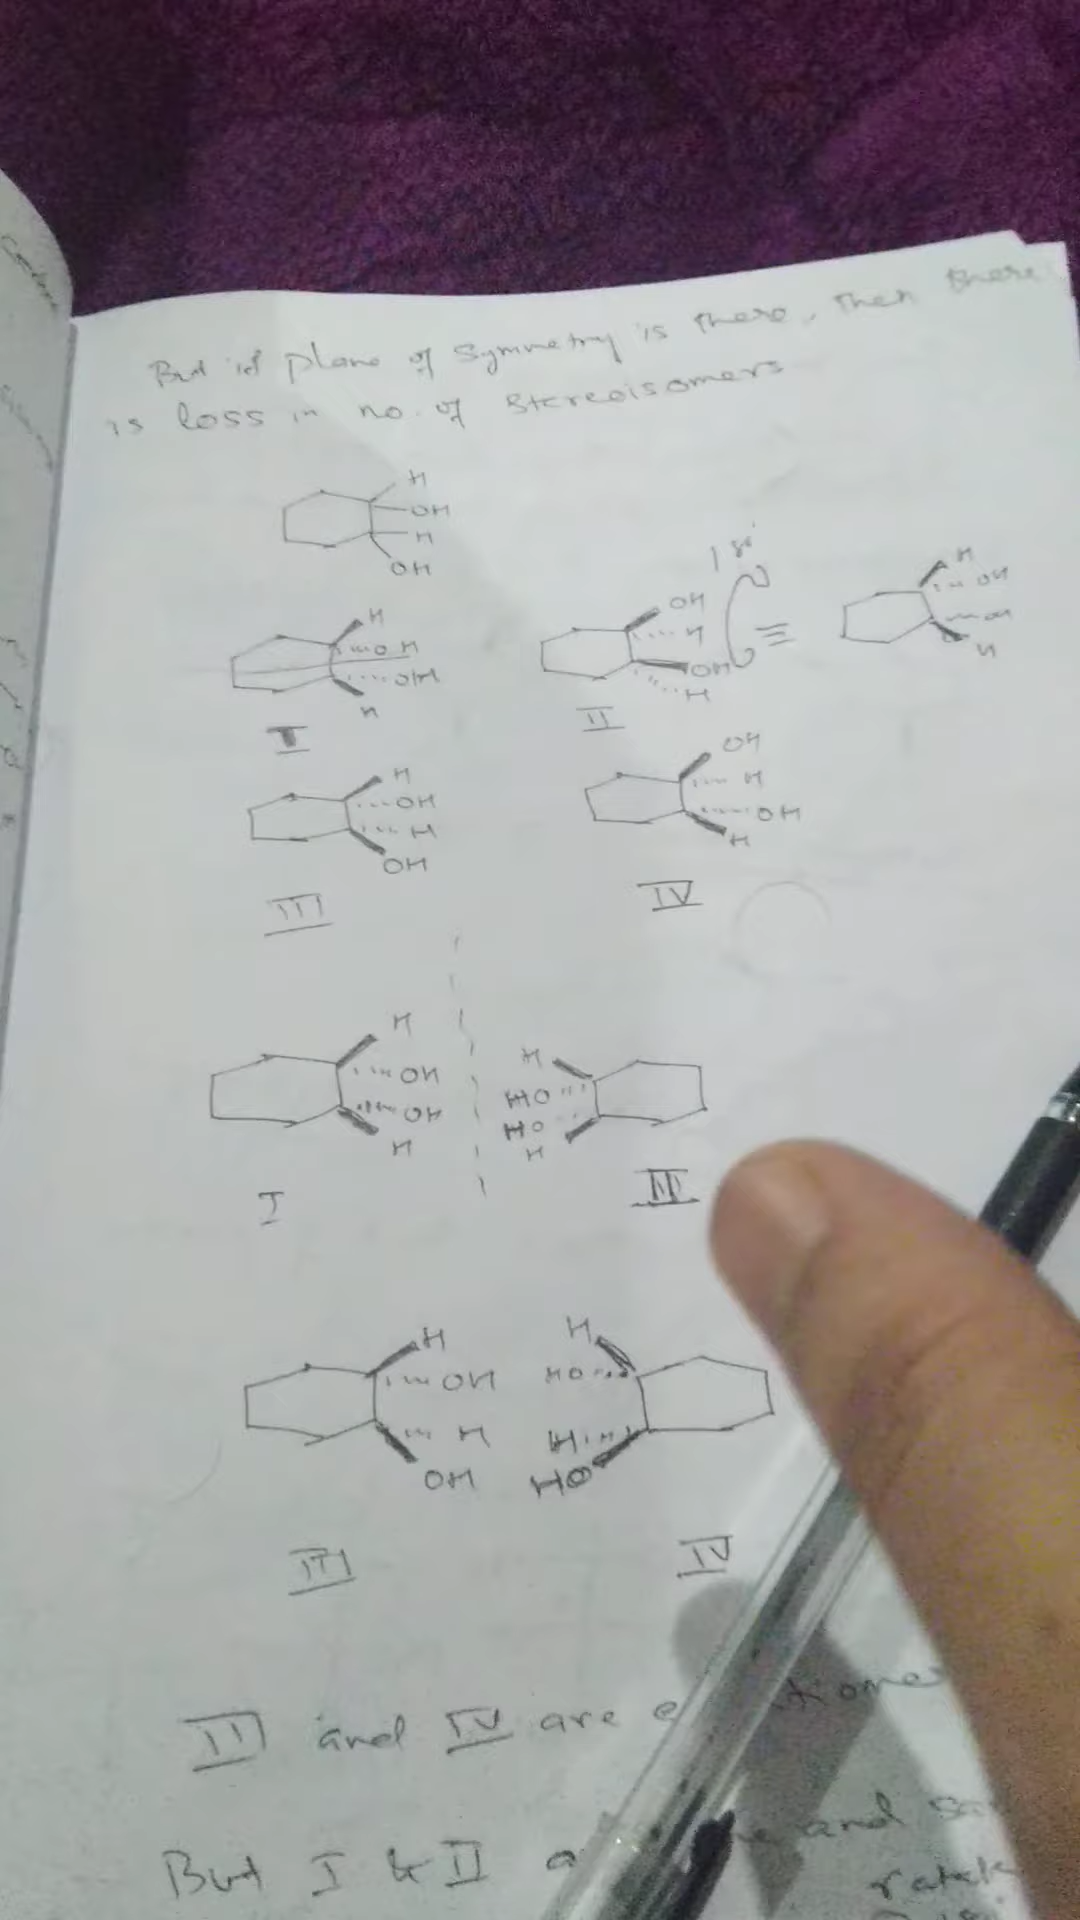 But if plane of symmetry is there, then there
is loss in no. of stereoisomers
H
OH
H
OH
H
OH
OH
H
I
OH
H
OH
H
II
≡
H
OH
OH
H
H
OH
H
OH
III
OH
H
OH
H
IV
H
OH
OH
H
I
H
HO
HO
H
H
OH
H
OH
III
H
HO
H
HO
IV
III and IV are
But I & II
and